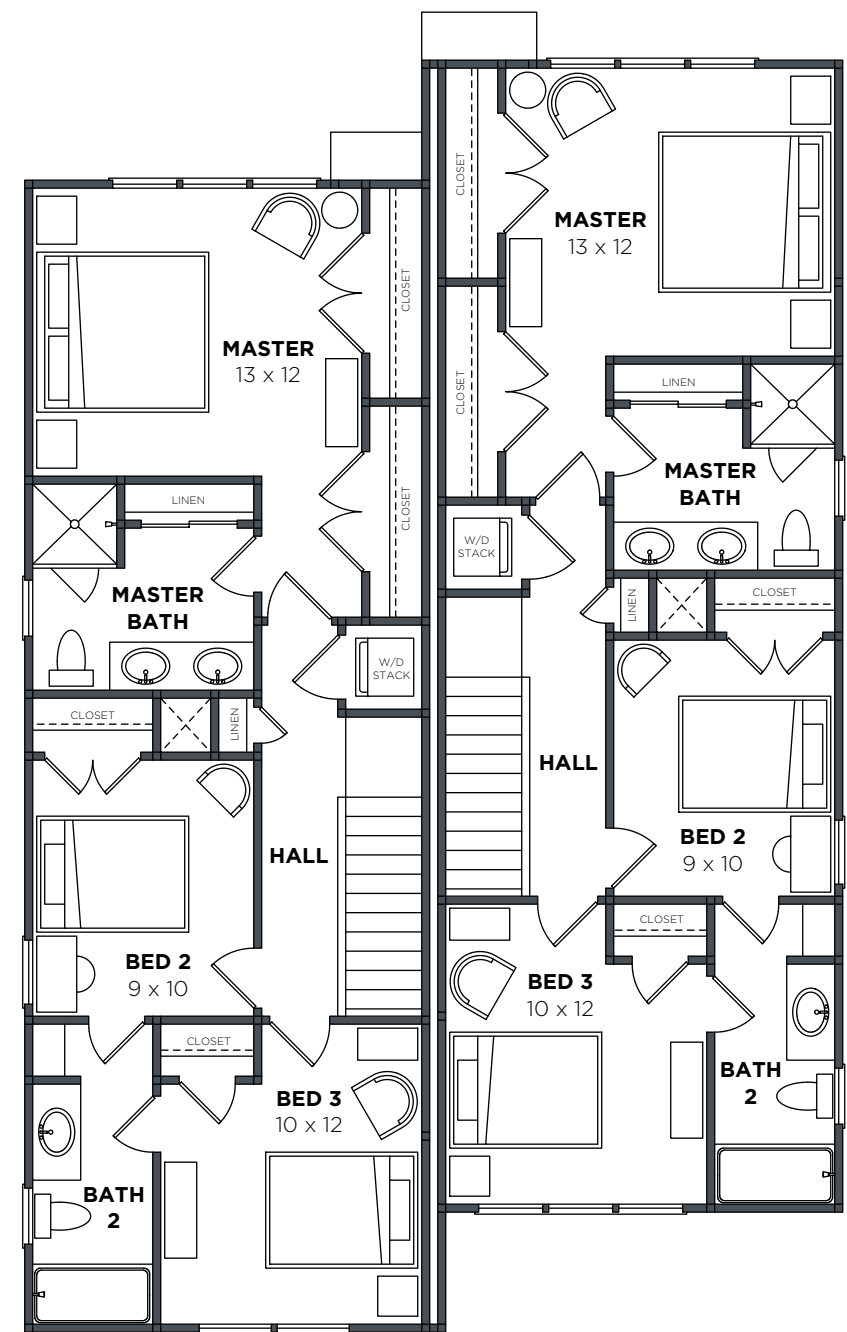 CLOSET
MASTER
13 x 12
CLOSET
LINEN
MASTER
BATH
W/D
STACK
LINEN
CLOSET
HALL
BED 2
9 x 10
CLOSET
BED 3
10 x 12
BATH
2
CLOSET
MASTER
13 x 12
CLOSET
LINEN
MASTER
BATH
W/D
STACK
CLOSET
LINEN
HALL
BED 2
9 x 10
CLOSET
BED 3
10 x 12
BATH
2